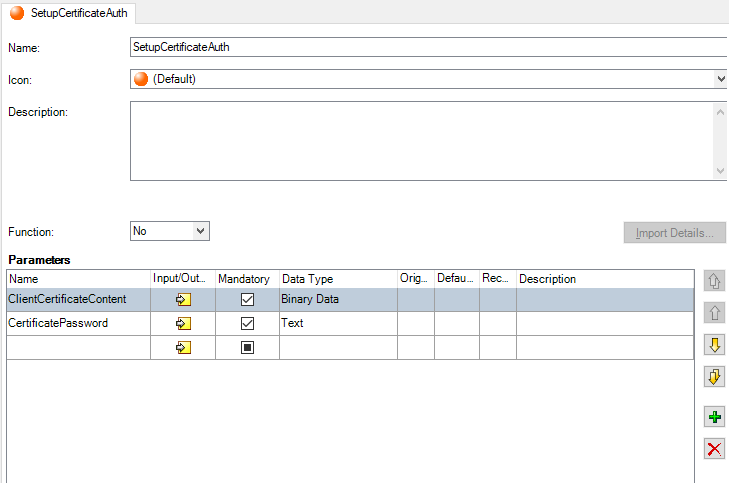 SetupCertificateAuth
Name: SetupCertificateAuth
Icon: (Default)
Description:
Function: No Import Details...
Parameters
Name Input/Out... Mandatory Data Type Orig... Defau... Rec... Description
ClientCertificateContent Binary Data
CertificatePassword Text